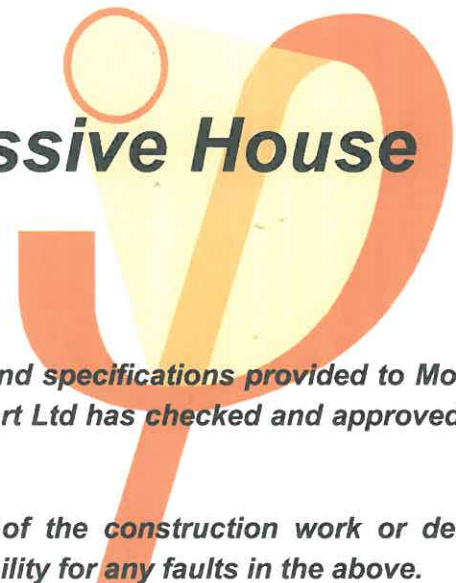 ssive House
nd specifications provided to Mo
rt Ltd has checked and approved
of the construction work or de
bility for any faults in the above.